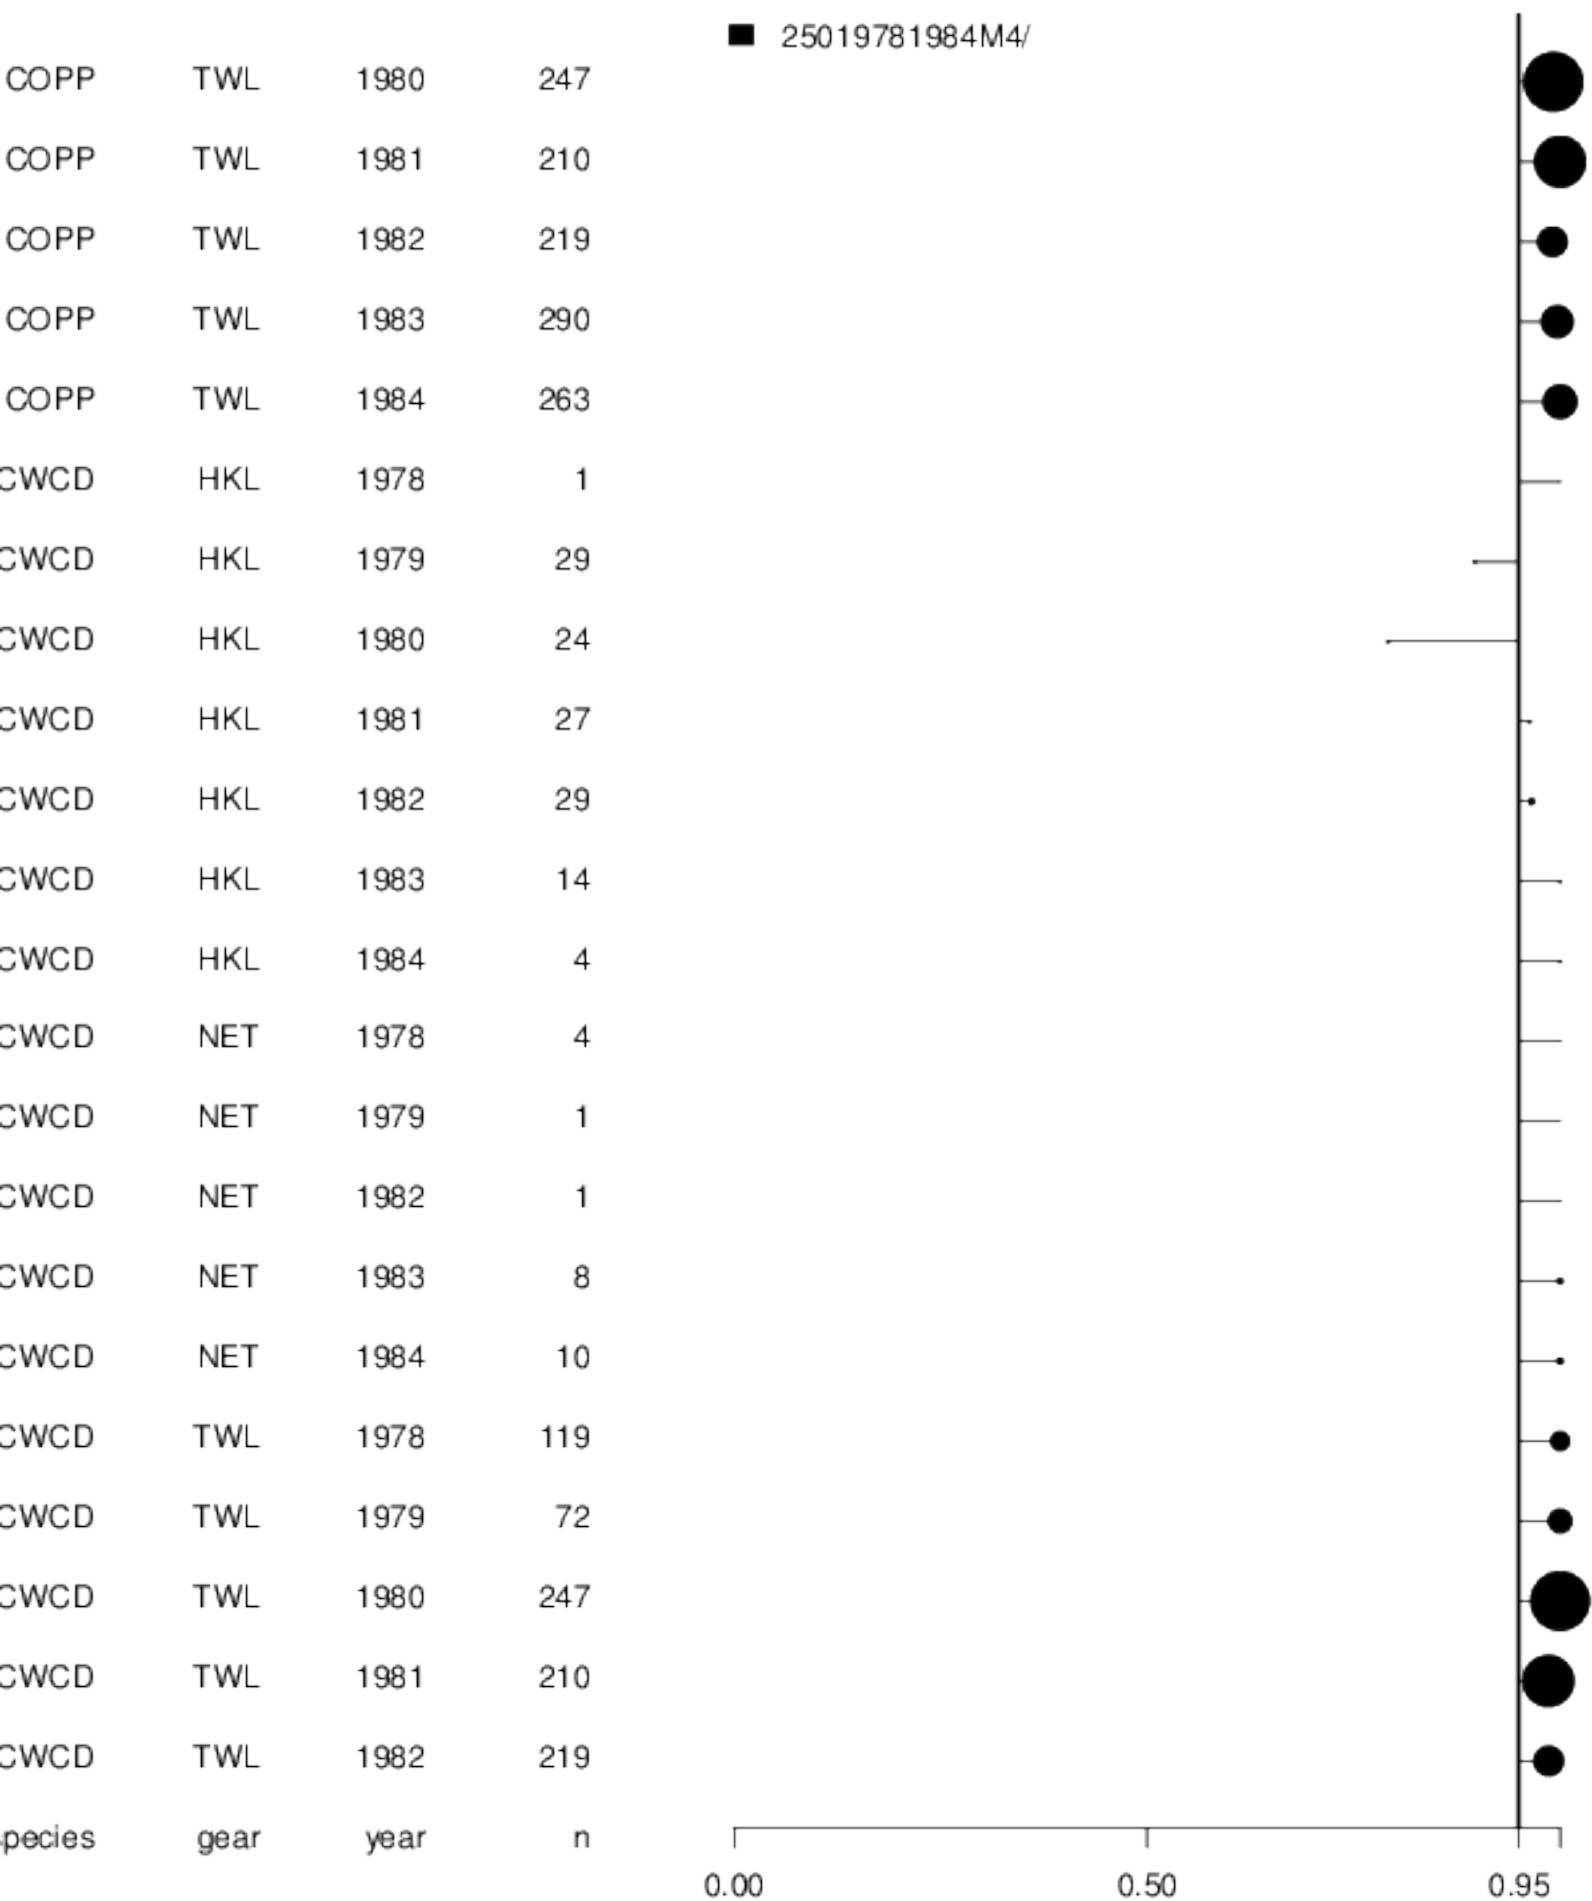 25019781984M4/
COPP TWL 1980 247
COPP TWL 1981 210
COPP TWL 1982 219
COPP TWL 1983 290
COPP TWL 1984 263
CWCD HKL 1978 1
CWCD HKL 1979 29
CWCD HKL 1980 24
CWCD HKL 1981 27
CWCD HKL 1982 29
CWCD HKL 1983 14
CWCD HKL 1984 4
CWCD NET 1978 4
CWCD NET 1979 1
CWCD NET 1982 1
CWCD NET 1983 8
CWCD NET 1984 10
CWCD TWL 1978 119
CWCD TWL 1979 72
CWCD TWL 1980 247
CWCD TWL 1981 210
CWCD TWL 1982 219
pecies gear year n
0.00 0.50 0.95